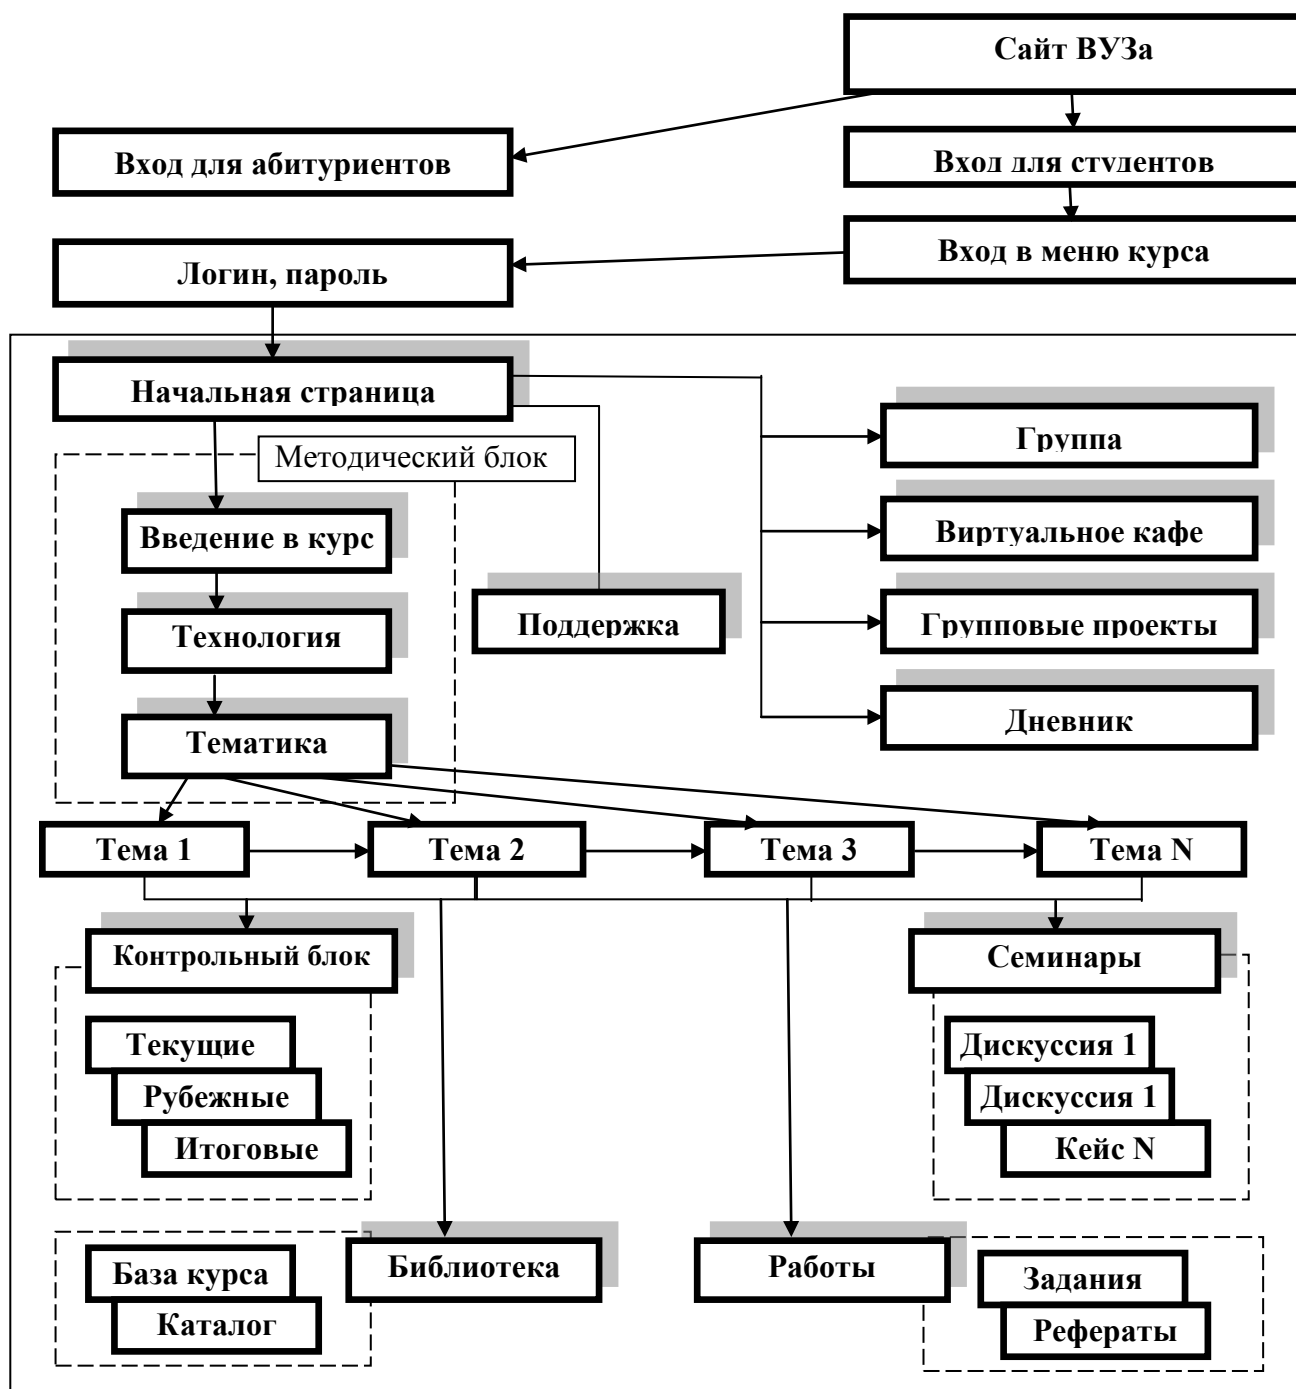 Сайт ВУЗа
Вход для абитуриентов
Вход для студентов
Вход в меню курса
Логин, пароль
Начальная страница
Группа
Методический блок
Виртуальное кафе
Введение в курс
Групповые проекты
Поддержка
Технология
Дневник
Тематика
Тема 1
Тема 2
Тема 3
Тема N
Контрольный блок
Семинары
Текущие
Дискуссия 1
Рубежные
Дискуссия 1
Итоговые
Кейс N
База курса
Библиотека
Работы
Задания
Каталог
Рефераты